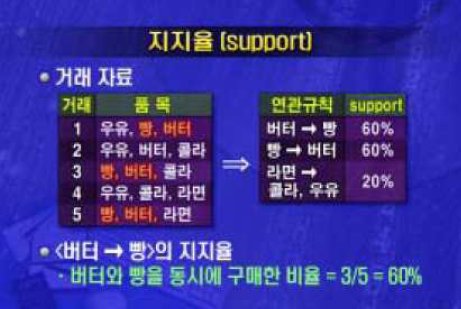 지지율 (support)
• 거래 자료
거래 품 목
1 우유, 빵, 버터
2 우유, 버터, 콜라
3 빵, 버터, 콜라
4 우유, 콜라, 라면
5 빵, 버터, 라면
⇒
연관규칙 support
버터 → 빵 60%
빵 → 버터 60%
라면 →
콜라, 우유 20%
• <버터 → 빵>의 지지율
· 버터와 빵을 동시에 구매한 비율 = 3/5 = 60%